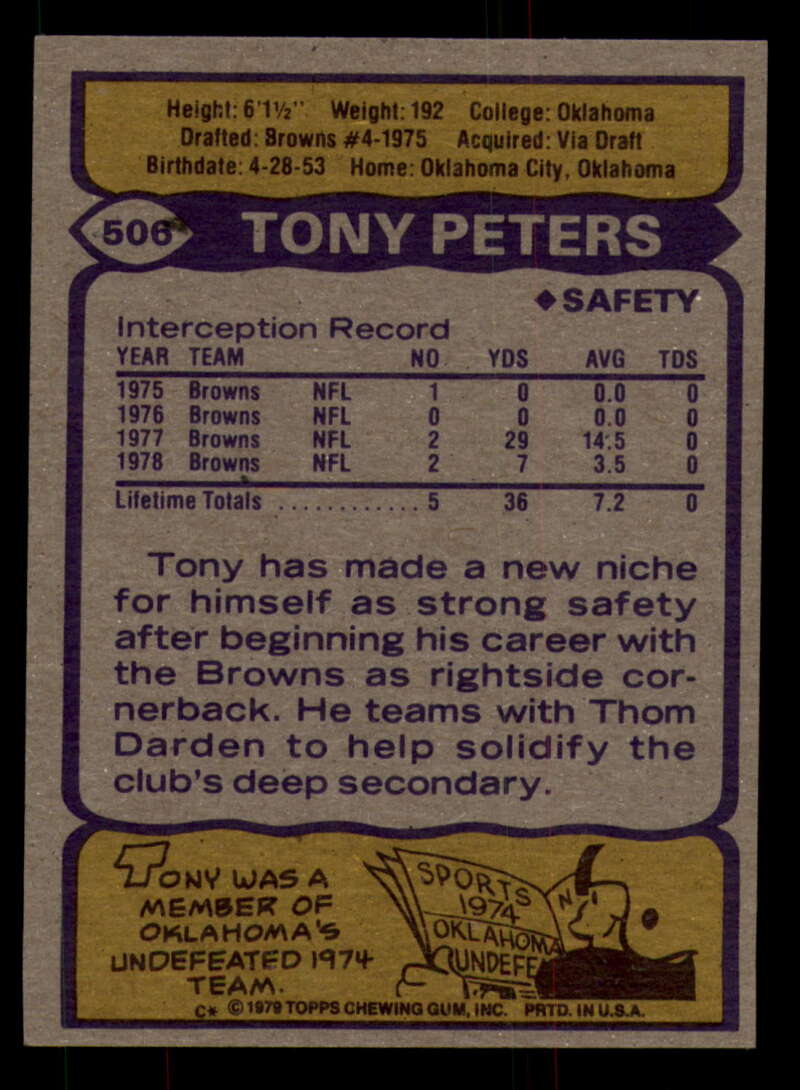 Height: 6'1½" Weight: 192 College: Oklahoma
Drafted: Browns #4-1975 Acquired: Via Draft
Birthdate: 4-28-53 Home: Oklahoma City, Oklahoma
506 TONY PETERS
◆SAFETY
Interception Record
YEAR TEAM NO YDS AVG TDS
1975 Browns NFL 1 0 0.0 0
1976 Browns NFL 0 0 0.0 0
1977 Browns NFL 2 29 14.5 0
1978 Browns NFL 2 7 3.5 0
Lifetime Totals ............. 5 36 7.2 0
Tony has made a new niche
for himself as strong safety
after beginning his career with
the Browns as rightside cor-
nerback. He teams with Thom
Darden to help solidify the
club's deep secondary.
TONY WAS A
MEMBER OF
OKLAHOMA'S
UNDEFEATED 1974
TEAM.
SPORTS
1974
OKLAHOMA
UNDEFE
C* © 1979 TOPPS CHEWING GUM, INC. PRTD. IN U.S.A.